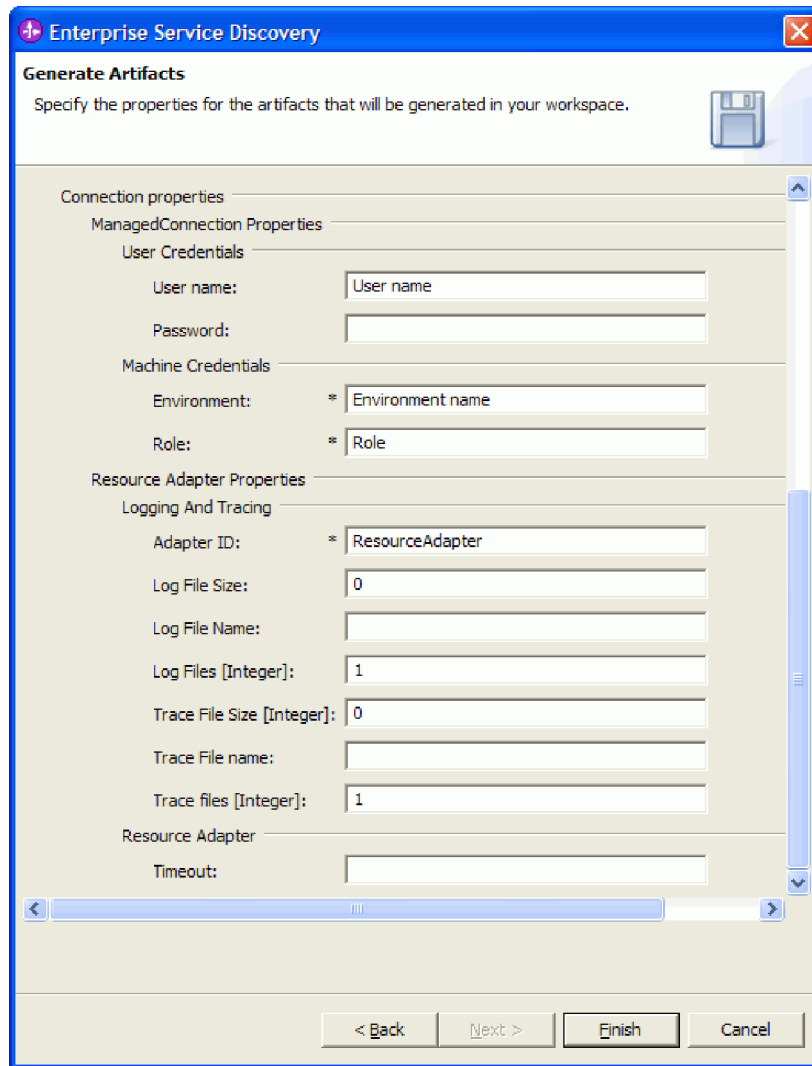 Enterprise Service Discovery
Generate Artifacts
Specify the properties for the artifacts that will be generated in your workspace.
Connection properties
ManagedConnection Properties
User Credentials
User name: User name
Password:
Machine Credentials
Environment: * Environment name
Role: * Role
Resource Adapter Properties
Logging And Tracing
Adapter ID: * ResourceAdapter
Log File Size: 0
Log File Name:
Log Files [Integer]: 1
Trace File Size [Integer]: 0
Trace File name:
Trace files [Integer]: 1
Resource Adapter
Timeout:
< Back Next > Finish Cancel